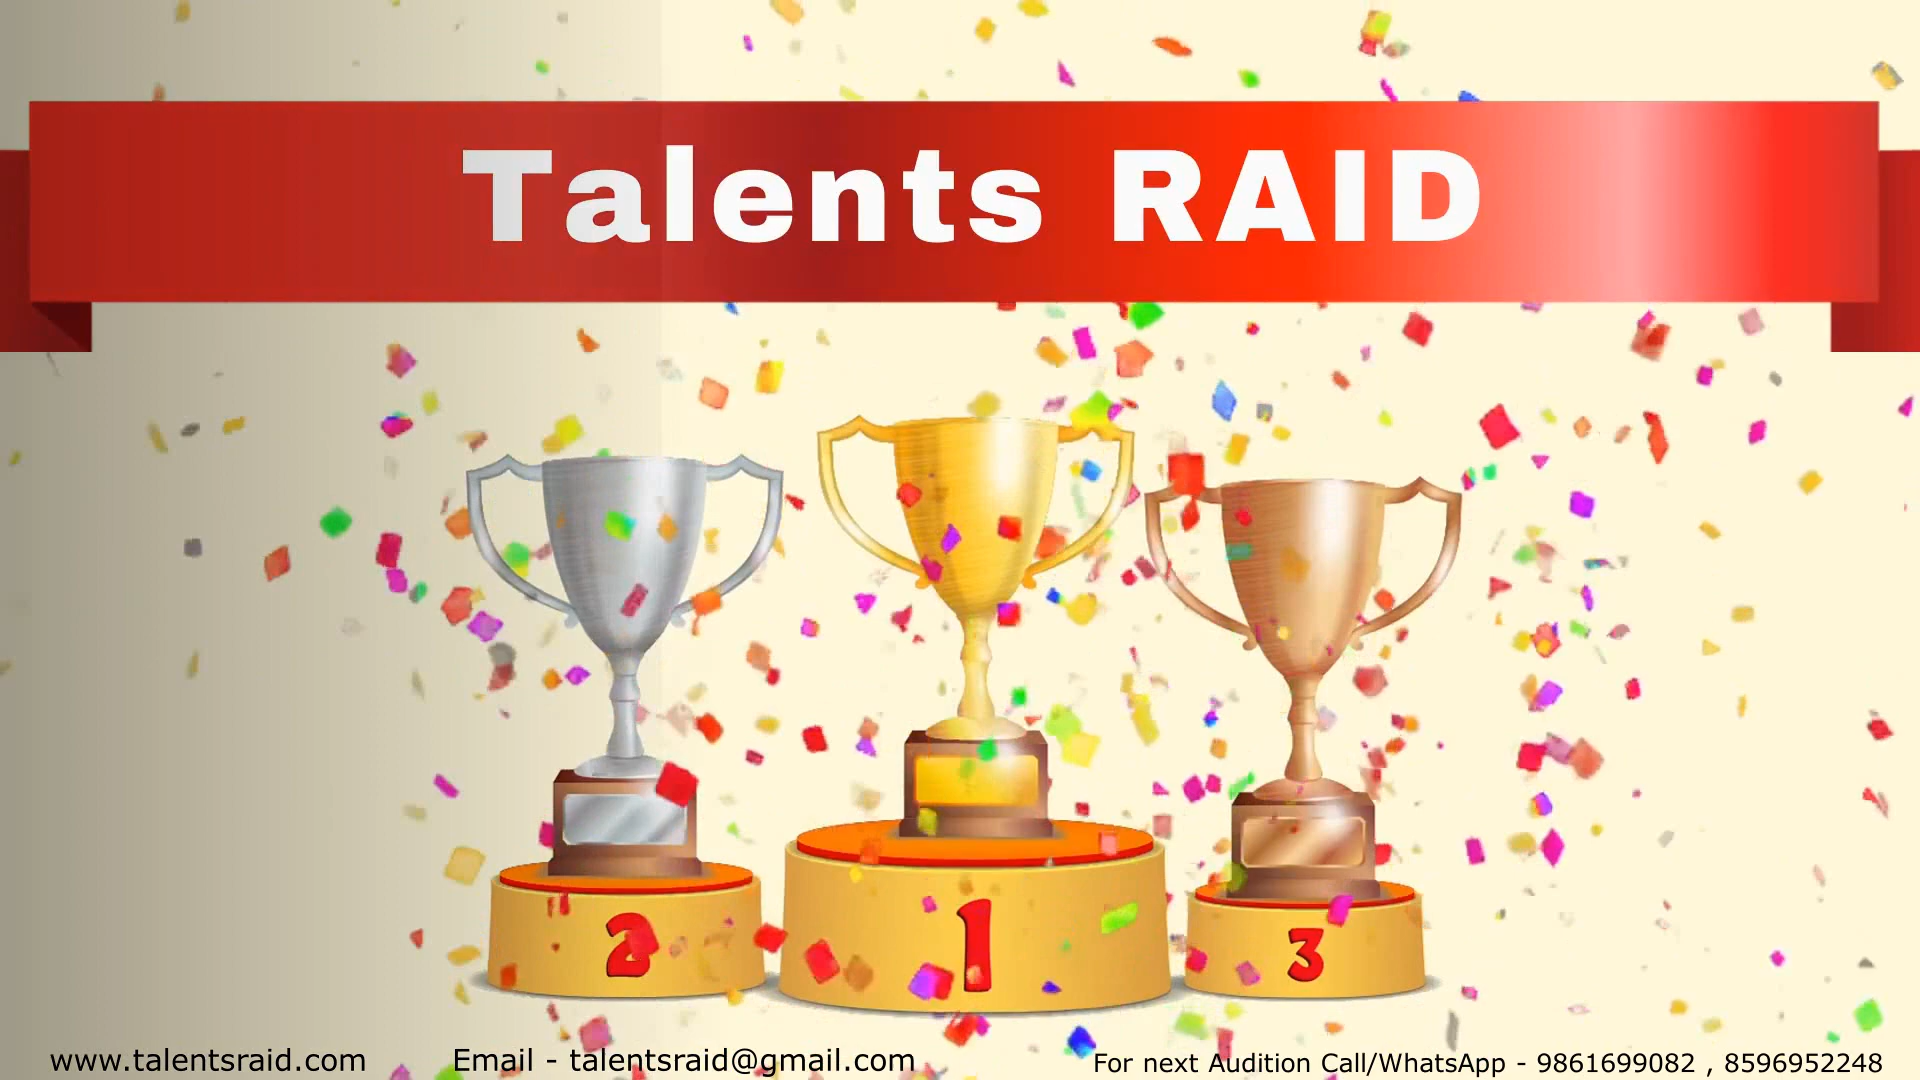 Talents RAID
2
1
3
www.talentsraid.com
Email - talentsraid@gmail.com
For next Audition Call/WhatsApp - 9861699082 , 8596952248